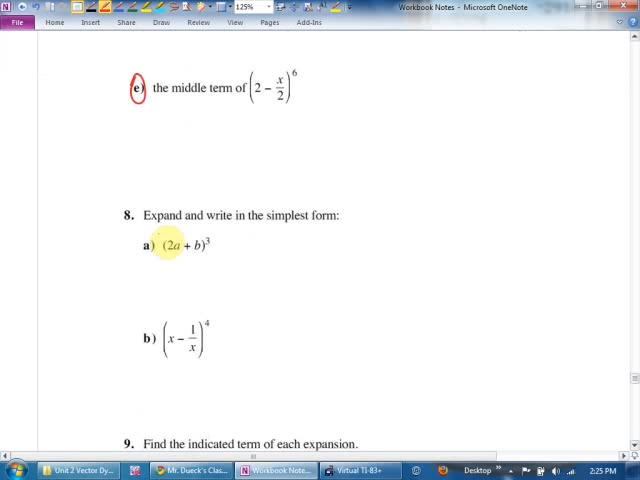 Workbook Notes - Microsoft OneNote
File Home Insert Share Draw Review View Add-Ins
125%
e) the middle term of (2 − x/2)^6
8. Expand and write in the simplest form:
a) (2a + b)^3
b) (x − 1/x)^4
9. Find the indicated term of each expansion.
Unit 2 Vector Dy... Mr. Dueck's Classe... Workbook Note... Virtual TI-83+ Desktop » 2:25 PM